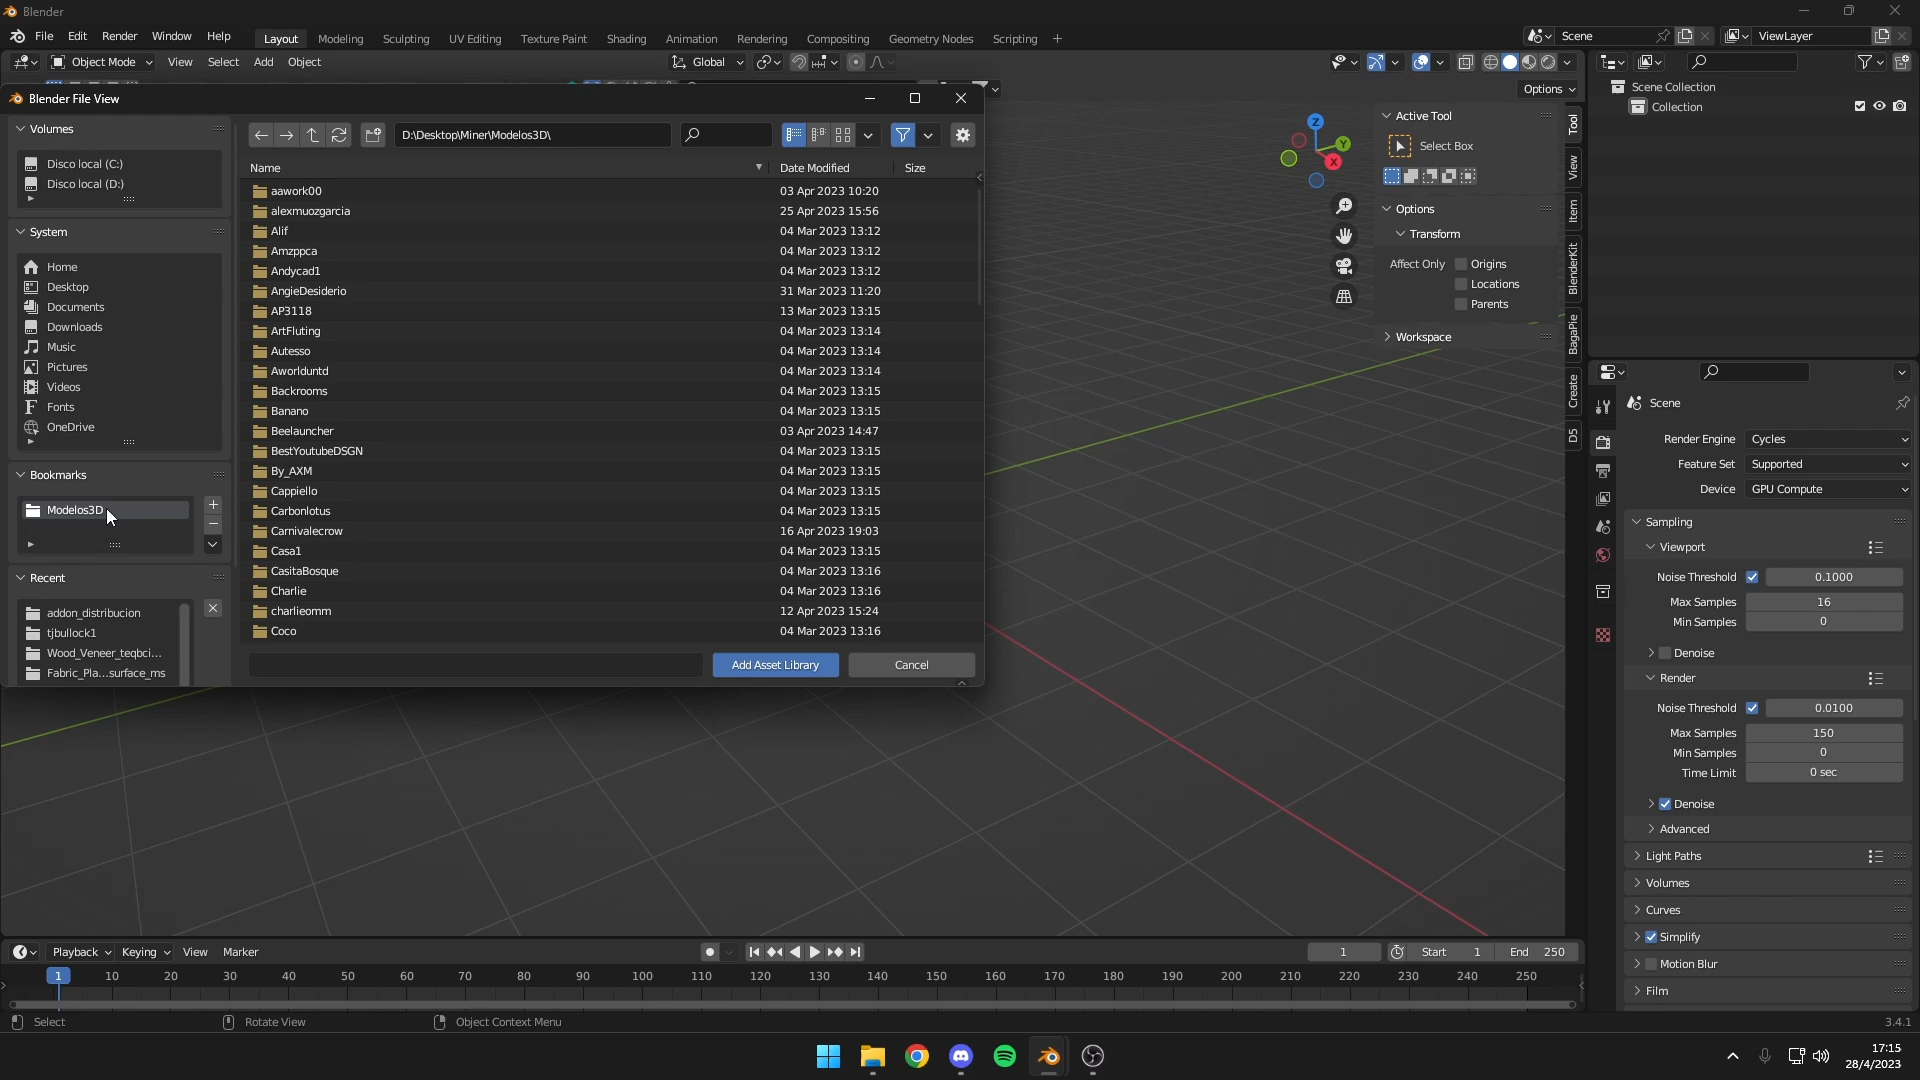 Blender
File Edit Render Window Help Layout Modeling Sculpting UV Editing Texture Paint Shading Animation Rendering Compositing Geometry Nodes Scripting + Scene ViewLayer
Object Mode View Select Add Object Global
Options
Blender File View
Volumes
Disco local (C:)
Disco local (D:)
System
Home
Desktop
Documents
Downloads
Music
Pictures
Videos
Fonts
OneDrive
Bookmarks
Modelos3D
Recent
addon_distribucion
tjbullock1
Wood_Veneer_teqbci...
Fabric_Pla...surface_ms
D:\Desktop\Miner\Modelos3D\
Name Date Modified Size
aawork00 03 Apr 2023 10:20
alexmuozgarcia 25 Apr 2023 15:56
Alif 04 Mar 2023 13:12
Amzppca 04 Mar 2023 13:12
Andycad1 04 Mar 2023 13:12
AngieDesiderio 31 Mar 2023 11:20
AP3118 13 Mar 2023 13:15
ArtFluting 04 Mar 2023 13:14
Autesso 04 Mar 2023 13:14
Aworlduntd 04 Mar 2023 13:14
Backrooms 04 Mar 2023 13:15
Banano 04 Mar 2023 13:15
Beelauncher 03 Apr 2023 14:47
BestYoutubeDSGN 04 Mar 2023 13:15
By_AXM 04 Mar 2023 13:15
Cappiello 04 Mar 2023 13:15
Carbonlotus 04 Mar 2023 13:15
Carnivalecrow 16 Apr 2023 19:03
Casa1 04 Mar 2023 13:15
CasitaBosque 04 Mar 2023 13:16
Charlie 04 Mar 2023 13:16
charlieomm 12 Apr 2023 15:24
Coco 04 Mar 2023 13:16
Add Asset Library Cancel
Z
Y
X
Active Tool
Select Box
Options
Transform
Affect Only Origins
Locations
Parents
Workspace
Tool
View
Item
BlenderKit
BagaPie
Create
D5
Scene Collection
Collection
Scene
Render Engine Cycles
Feature Set Supported
Device GPU Compute
Sampling
Viewport
Noise Threshold 0.1000
Max Samples 16
Min Samples 0
Denoise
Render
Noise Threshold 0.0100
Max Samples 150
Min Samples 0
Time Limit 0 sec
Denoise
Advanced
Light Paths
Volumes
Curves
Simplify
Motion Blur
Film
Playback Keying View Marker 1 Start 1 End 250
1 10 20 30 40 50 60 70 80 90 100 110 120 130 140 150 160 170 180 190 200 210 220 230 240 250
Select Rotate View Object Context Menu 3.4.1
17:15
28/4/2023